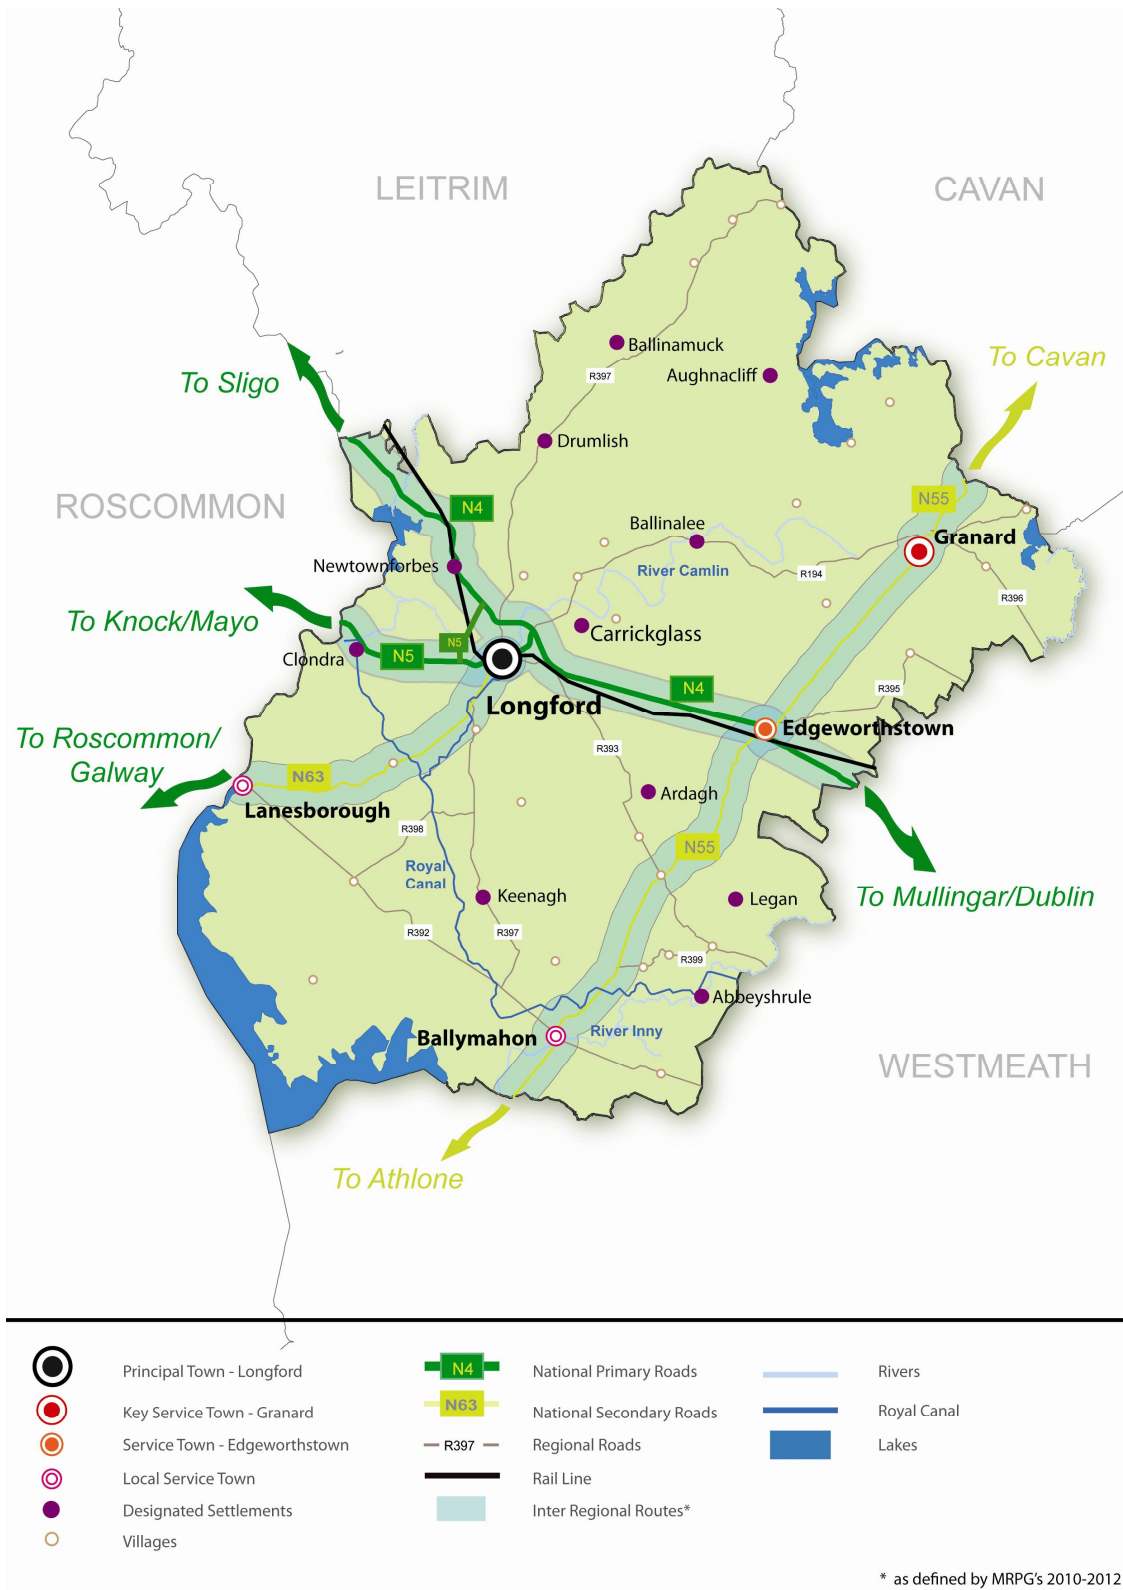 LEITRIM
CAVAN
Ballinamuck
To Cavan
Aughnacliff
R397
To Sligo
Drumlish
ROSCOMMON
N4
N55
Ballinalee
Granard
Newtownforbes
River Camlin
R194
R396
To Knock/Mayo
Carrickglass
N5
N5
Clondra
N4
R395
Longford
Edgeworthstown
To Roscommon/
Galway
R393
N63
Ardagh
Lanesborough
R398
N55
Royal
Canal
Keenagh
Legan
To Mullingar/Dublin
R392
R397
R399
Abbeyshrule
Ballymahon
River Inny
WESTMEATH
To Athlone
Principal Town - Longford
Key Service Town - Granard
Service Town - Edgeworthstown
Local Service Town
Designated Settlements
Villages
N4
National Primary Roads
N63
National Secondary Roads
R397
Regional Roads
Rail Line
Inter Regional Routes*
Rivers
Royal Canal
Lakes
* as defined by MRPG's 2010-2012